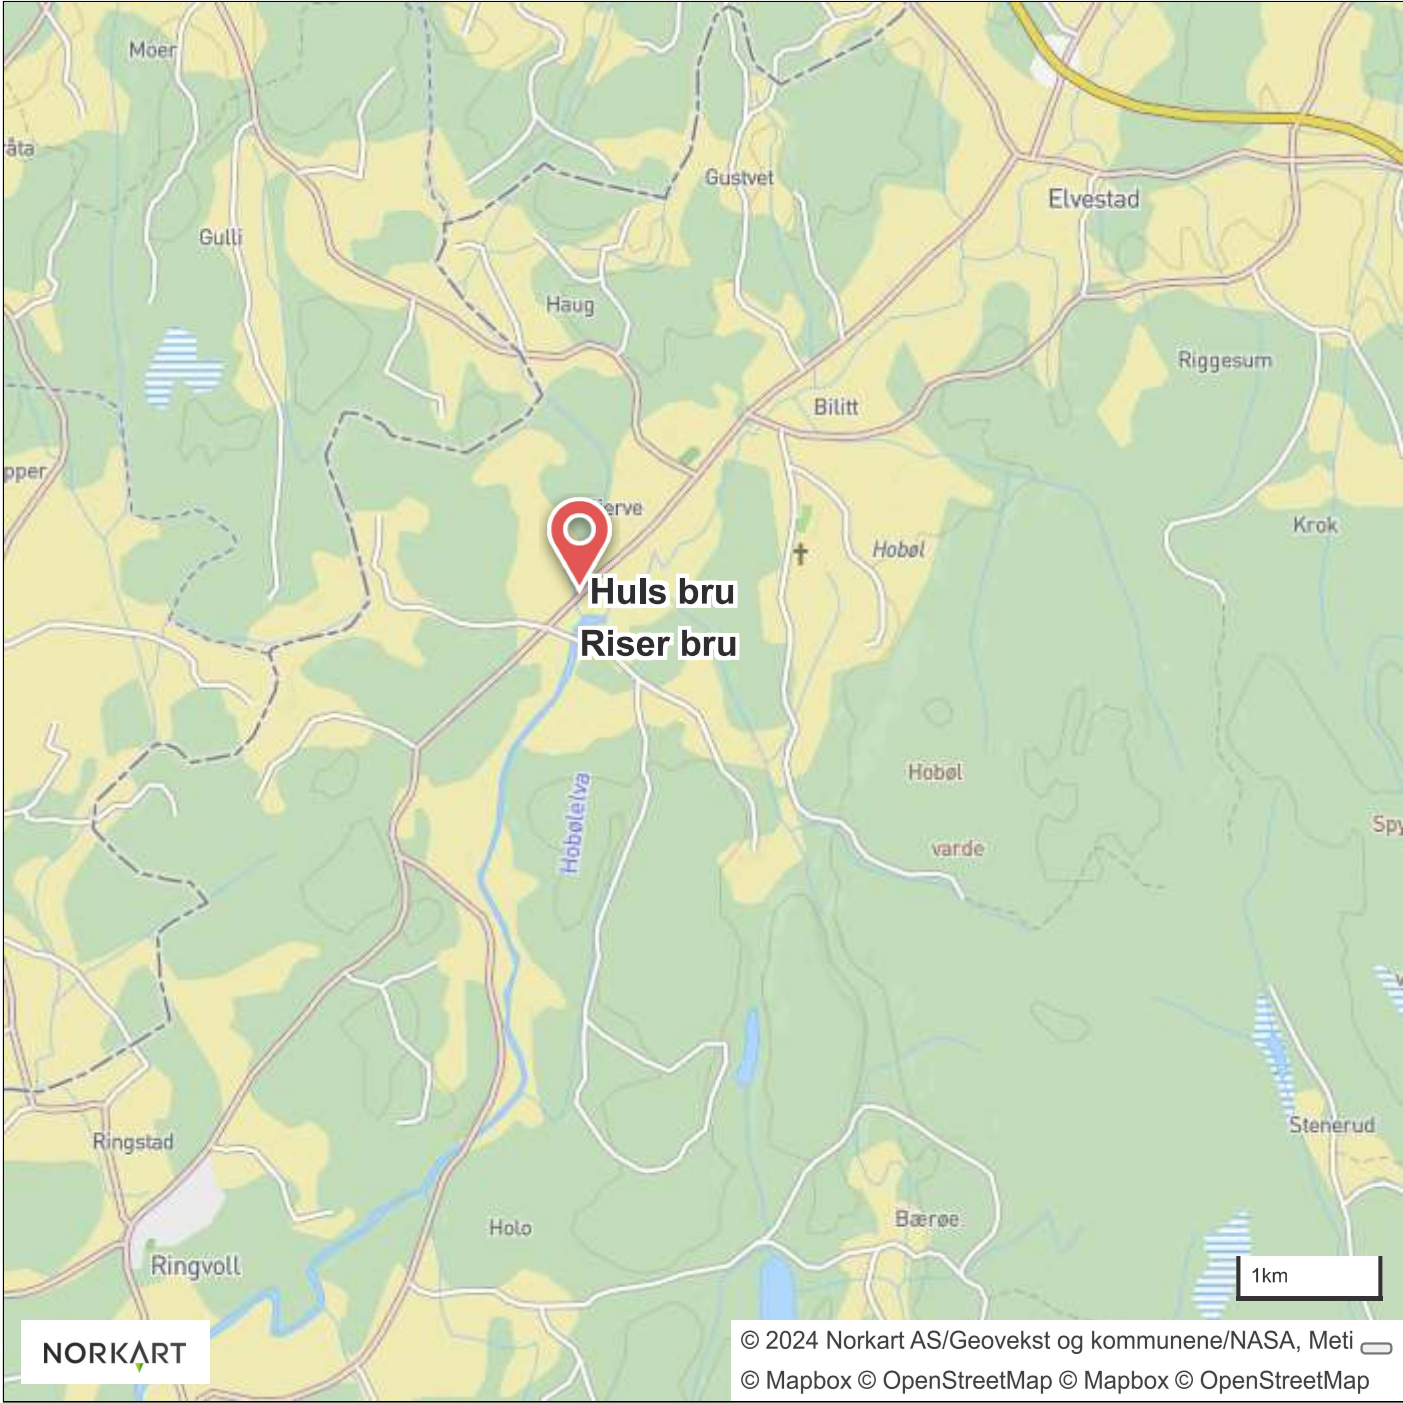 Moer
åta
Gustvet
Elvestad
Gulli
Haug
Riggesum
Bilitt
pper
erve
Krok
Hobøl
Huls bru
Riser bru
Hobøl
varde
Hobølelva
Spy
Stenerud
Ringstad
Bærøe
Holo
Ringvoll
1km
NORKART
© 2024 Norkart AS/Geovekst og kommunene/NASA, Meti
© Mapbox © OpenStreetMap © Mapbox © OpenStreetMap